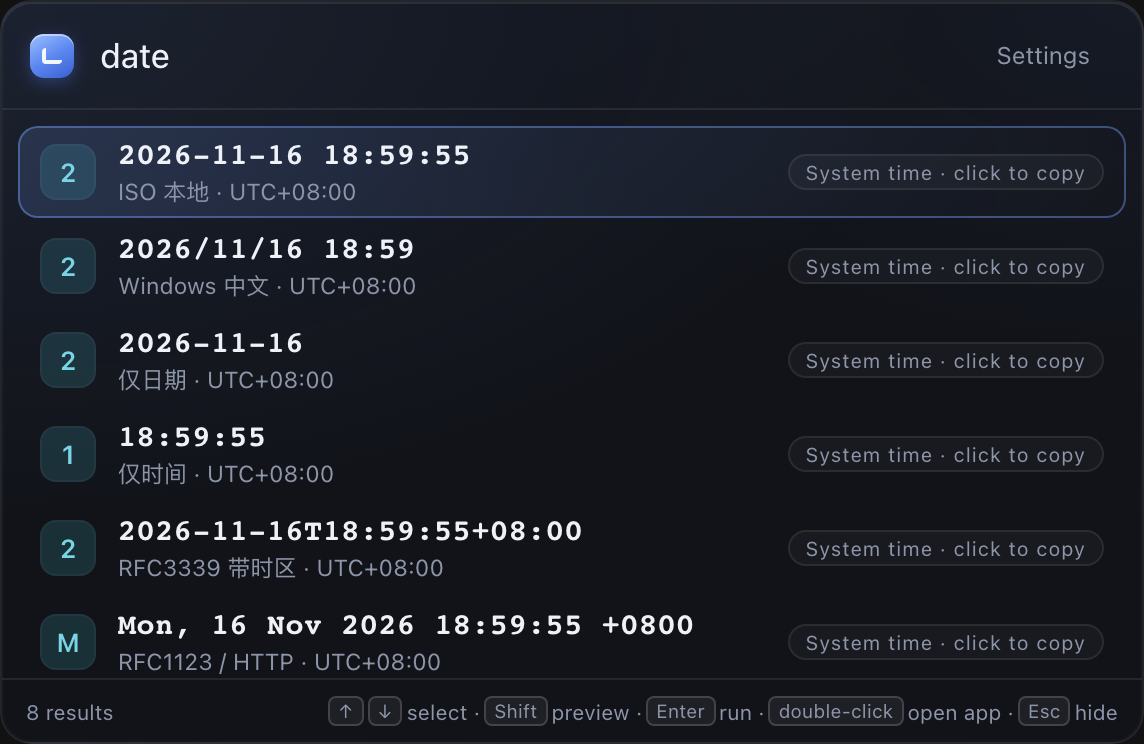 date
Settings
2
2026-11-16 18:59:55
ISO 本地 · UTC+08:00
System time · click to copy
2
2026/11/16 18:59
Windows 中文 · UTC+08:00
System time · click to copy
2
2026-11-16
仅日期 · UTC+08:00
System time · click to copy
1
18:59:55
仅时间 · UTC+08:00
System time · click to copy
2
2026-11-16T18:59:55+08:00
RFC3339 带时区 · UTC+08:00
System time · click to copy
M
Mon, 16 Nov 2026 18:59:55 +0800
RFC1123 / HTTP · UTC+08:00
System time · click to copy
8 results
↑ ↓ select · Shift preview · Enter run · double-click open app · Esc hide